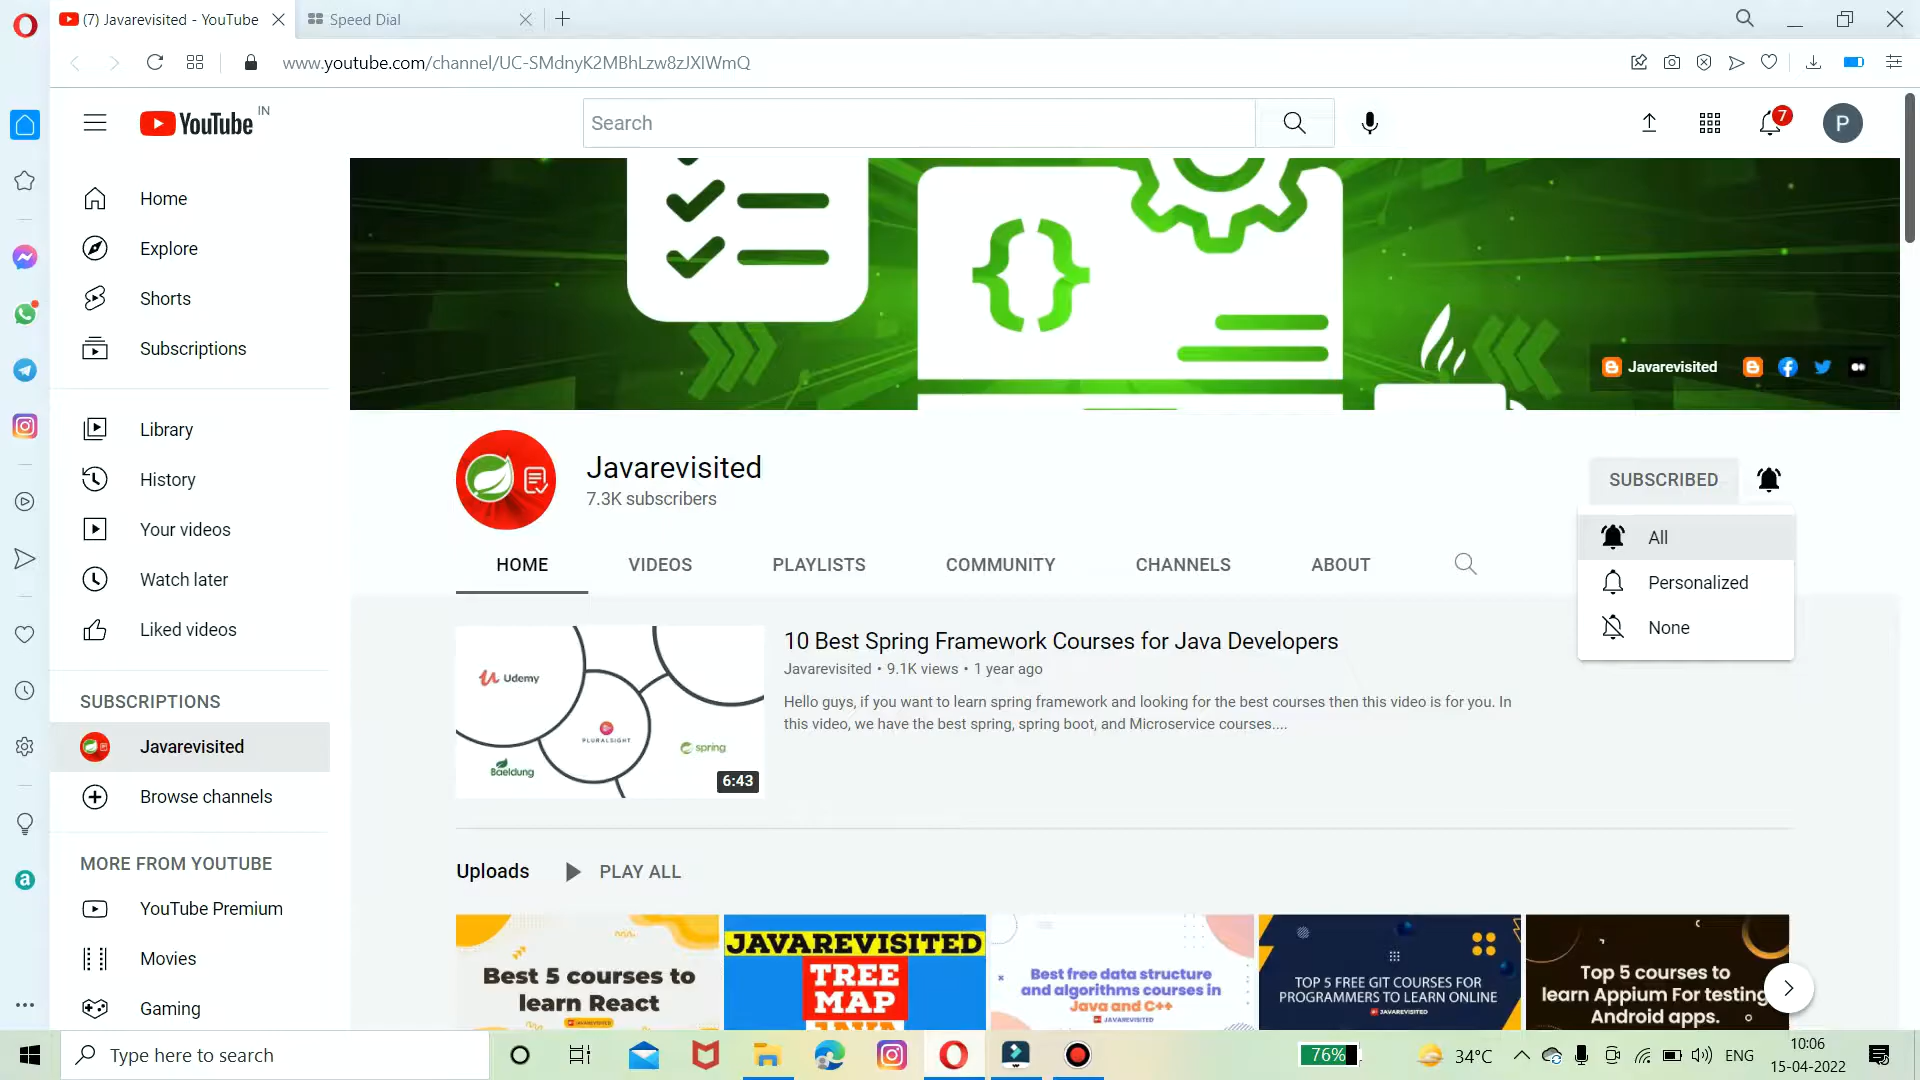 (7) Javarevisited - YouTube
Speed Dial
www.youtube.com/channel/UC-SMdnyK2MBhLzw8zJXIWmQ
YouTube IN
Search
7
P
Home
Explore
Shorts
Subscriptions
Library
History
Your videos
Watch later
Liked videos
SUBSCRIPTIONS
Javarevisited
Browse channels
MORE FROM YOUTUBE
YouTube Premium
Movies
Gaming
Javarevisited
Javarevisited
7.3K subscribers
SUBSCRIBED
All
Personalized
None
HOME
VIDEOS
PLAYLISTS
COMMUNITY
CHANNELS
ABOUT
Udemy
PLURALSIGHT
spring
Baeldung
6:43
10 Best Spring Framework Courses for Java Developers
Javarevisited • 9.1K views • 1 year ago
Hello guys, if you want to learn spring framework and looking for the best courses then this video is for you. In
this video, we have the best spring, spring boot, and Microservice courses....
Uploads
PLAY ALL
Best 5 courses to
learn React
JAVAREVISITED
JAVAREVISITED
TREE
MAP
JAVA
Best free data structure
and algorithms courses in
Java and C++
JAVAREVISITED
TOP 5 FREE GIT COURSES FOR
PROGRAMMERS TO LEARN ONLINE
JAVAREVISITED
Top 5 courses to
learn Appium For testing
Android apps.
Type here to search
76%
34°C
ENG
10:06
15-04-2022